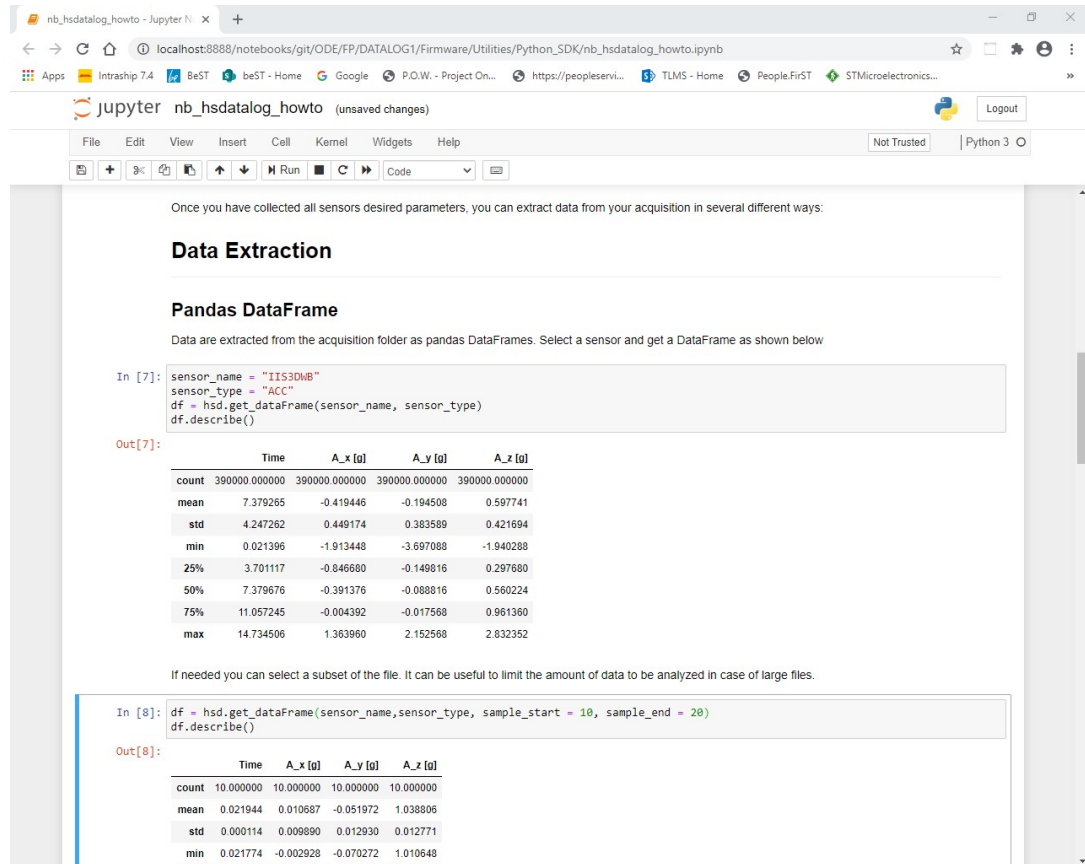 nb_hsdatalog_howto - Jupyter N
localhost:8888/notebooks/git/ODE/FP/DATALOG1/Firmware/Utilities/Python_SDK/nb_hsdatalog_howto.ipynb
Apps Intraship 7.4 BeST beST - Home Google P.O.W. - Project On... https://peopleservi... TLMS - Home People.FirST STMicroelectronics... »
jupyter nb_hsdatalog_howto (unsaved changes) Logout
File Edit View Insert Cell Kernel Widgets Help Not Trusted Python 3
Run Code
Once you have collected all sensors desired parameters, you can extract data from your acquisition in several different ways:
Data Extraction
Pandas DataFrame
Data are extracted from the acquisition folder as pandas DataFrames. Select a sensor and get a DataFrame as shown below
In [7]: sensor_name = "IIS3DWB"
sensor_type = "ACC"
df = hsd.get_dataFrame(sensor_name, sensor_type)
df.describe()
Out[7]:
Time A_x [g] A_y [g] A_z [g]
count 390000.000000 390000.000000 390000.000000 390000.000000
mean 7.379265 -0.419446 -0.194508 0.597741
std 4.247262 0.449174 0.383589 0.421694
min 0.021396 -1.913448 -3.697088 -1.940288
25% 3.701117 -0.846680 -0.149816 0.297680
50% 7.379676 -0.391376 -0.088816 0.560224
75% 11.057245 -0.004392 -0.017568 0.961360
max 14.734506 1.363960 2.152568 2.832352
If needed you can select a subset of the file. It can be useful to limit the amount of data to be analyzed in case of large files.
In [8]: df = hsd.get_dataFrame(sensor_name,sensor_type, sample_start = 10, sample_end = 20)
df.describe()
Out[8]:
Time A_x [g] A_y [g] A_z [g]
count 10.000000 10.000000 10.000000 10.000000
mean 0.021944 0.010687 -0.051972 1.038806
std 0.000114 0.009890 0.012930 0.012771
min 0.021774 -0.002928 -0.070272 1.010648